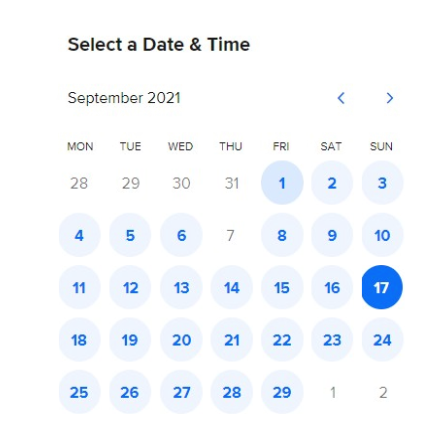 Select a Date & Time
September 2021
MON TUE WED THU FRI SAT SUN
28 29 30 31 1 2 3
4 5 6 7 8 9 10
11 12 13 14 15 16 17
18 19 20 21 22 23 24
25 26 27 28 29 1 2